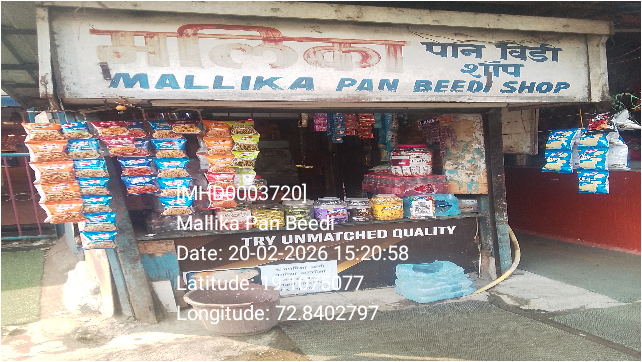 मलिका पान बिडी
शॉप
MALLIKA PAN BEEDI SHOP
[MHD0003720]
Mallika Pan Beedi
TRY UNMATCHED QUALITY
Date: 20-02-2026 15:20:58
Longitude: 72.8402797